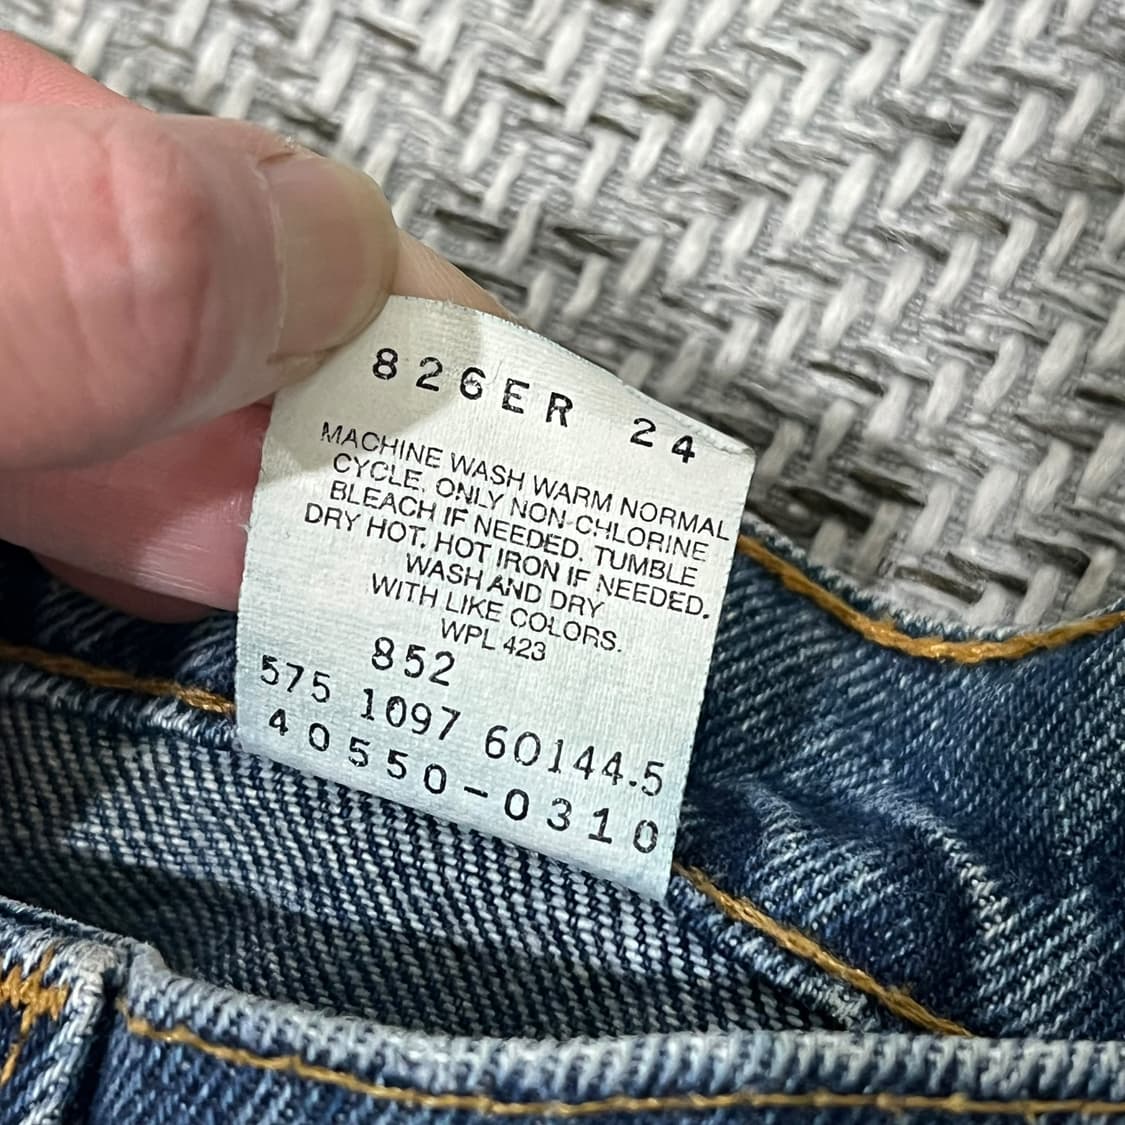 826ER 24
MACHINE WASH WARM NORMAL
CYCLE, ONLY NON-CHLORINE
BLEACH IF NEEDED. TUMBLE
DRY HOT. HOT IRON IF NEEDED.
WASH AND DRY
WITH LIKE COLORS.
WPL 423
852
575 1097 60144.5
40550-0310